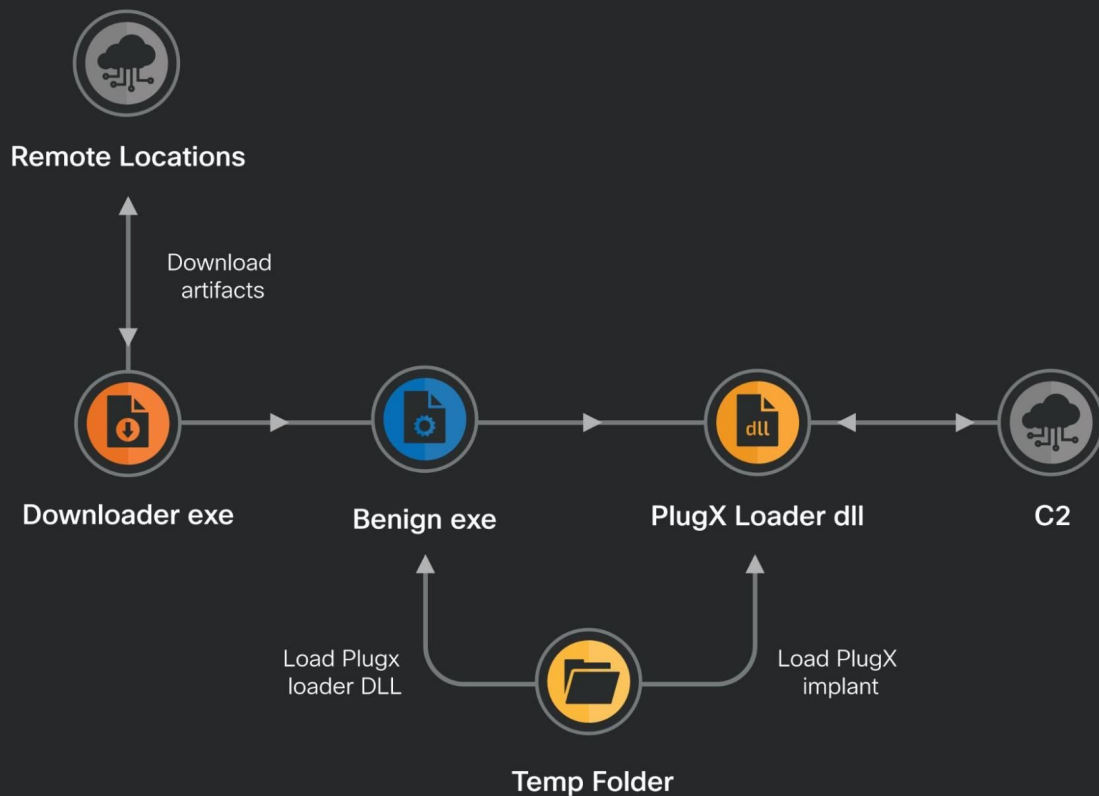 Remote Locations
Download
artifacts
dll
Downloader exe
Benign exe
PlugX Loader dll
C2
Load Plugx
loader DLL
Load PlugX
implant
Temp Folder